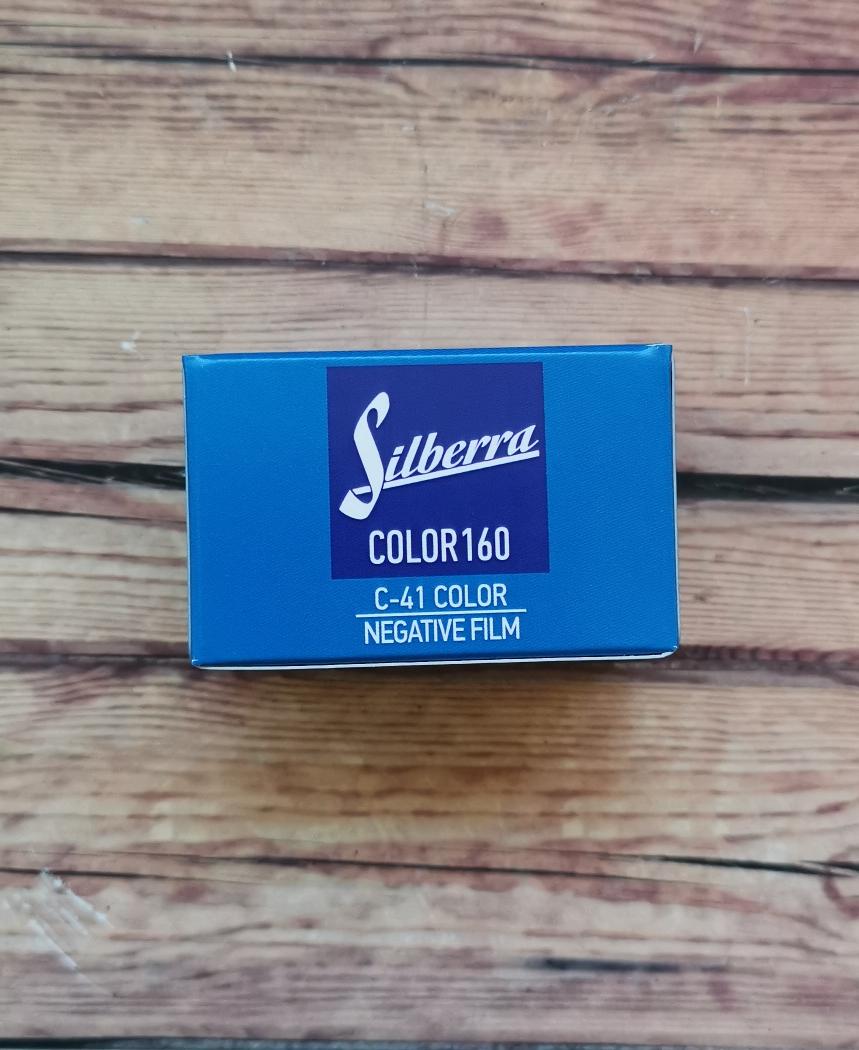 Silberra
COLOR160
C-41 COLOR
NEGATIVE FILM